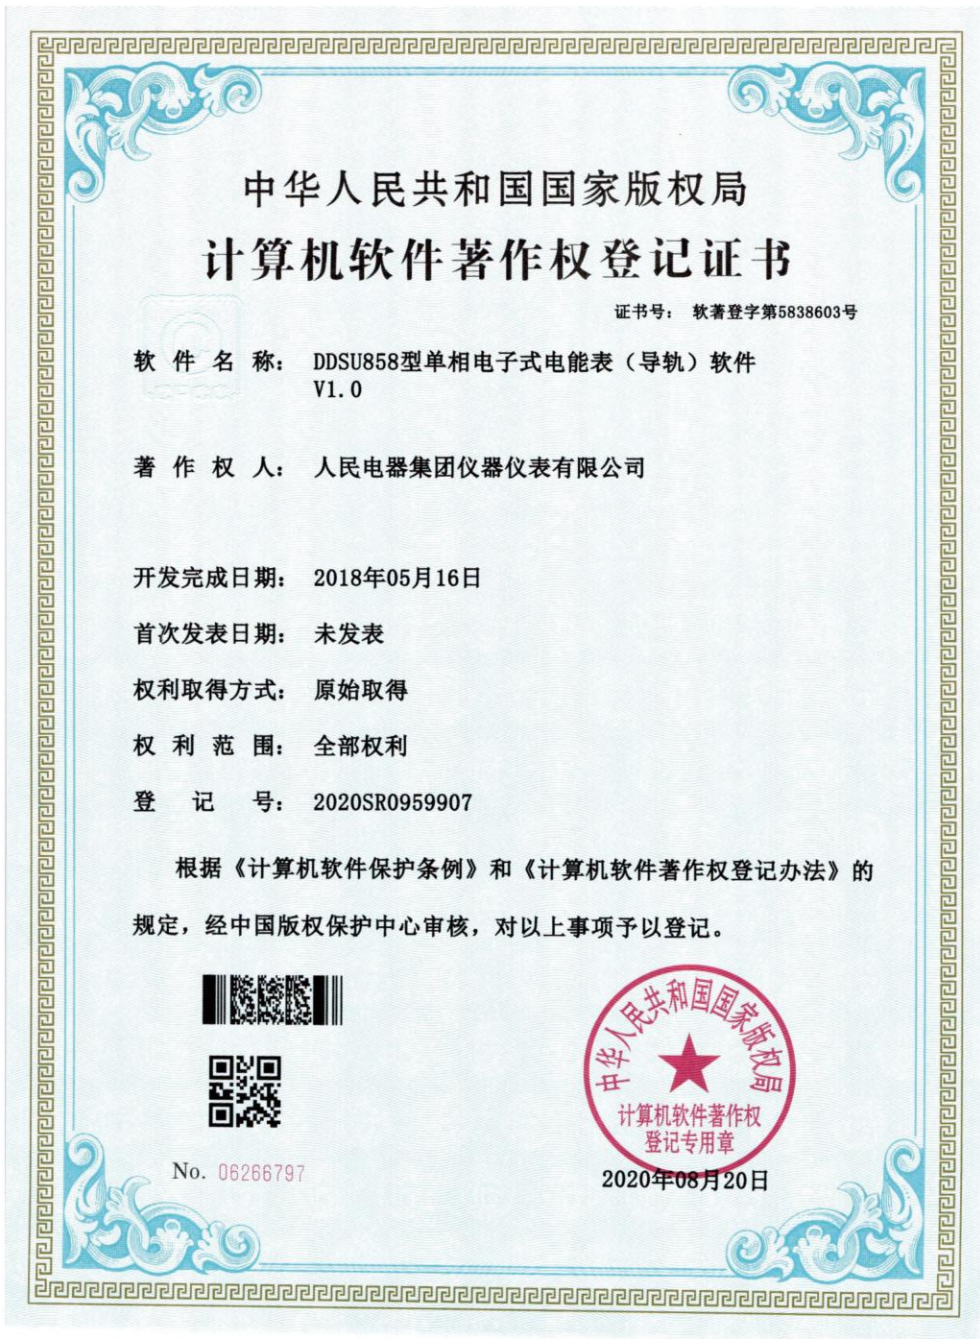 中华人民共和国国家版权局
计算机软件著作权登记证书
证书号： 软著登字第5838603号
软件名称： DDSU858型单相电子式电能表（导轨）软件
V1.0
著作权人： 人民电器集团仪器仪表有限公司
开发完成日期： 2018年05月16日
首次发表日期： 未发表
权利取得方式： 原始取得
权利范围： 全部权利
登记号： 2020SR0959907
根据《计算机软件保护条例》和《计算机软件著作权登记办法》的
规定，经中国版权保护中心审核，对以上事项予以登记。
中华人民共和国国家版权局
计算机软件著作权
登记专用章
No. 06266797
2020年08月20日